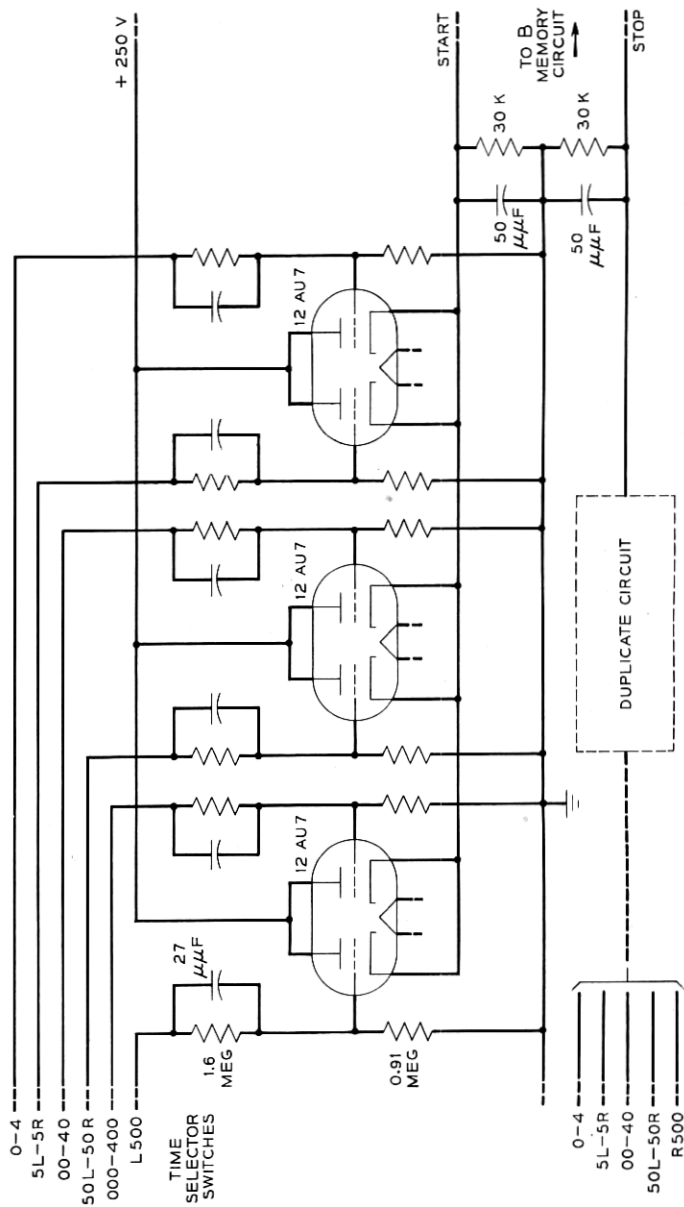 0–4
5L–5R
00–40
50L–50R
000–400
L500
TIME
SELECTOR
SWITCHES
+ 250 V
27
μμF
1.6
MEG
0.91
MEG
12 AU7
12 AU7
12 AU7
START
50
μμF
30 K
TO B
MEMORY
CIRCUIT
50
μμF
30 K
STOP
DUPLICATE CIRCUIT
0–4
5L–5R
00–40
50L–50R
R500